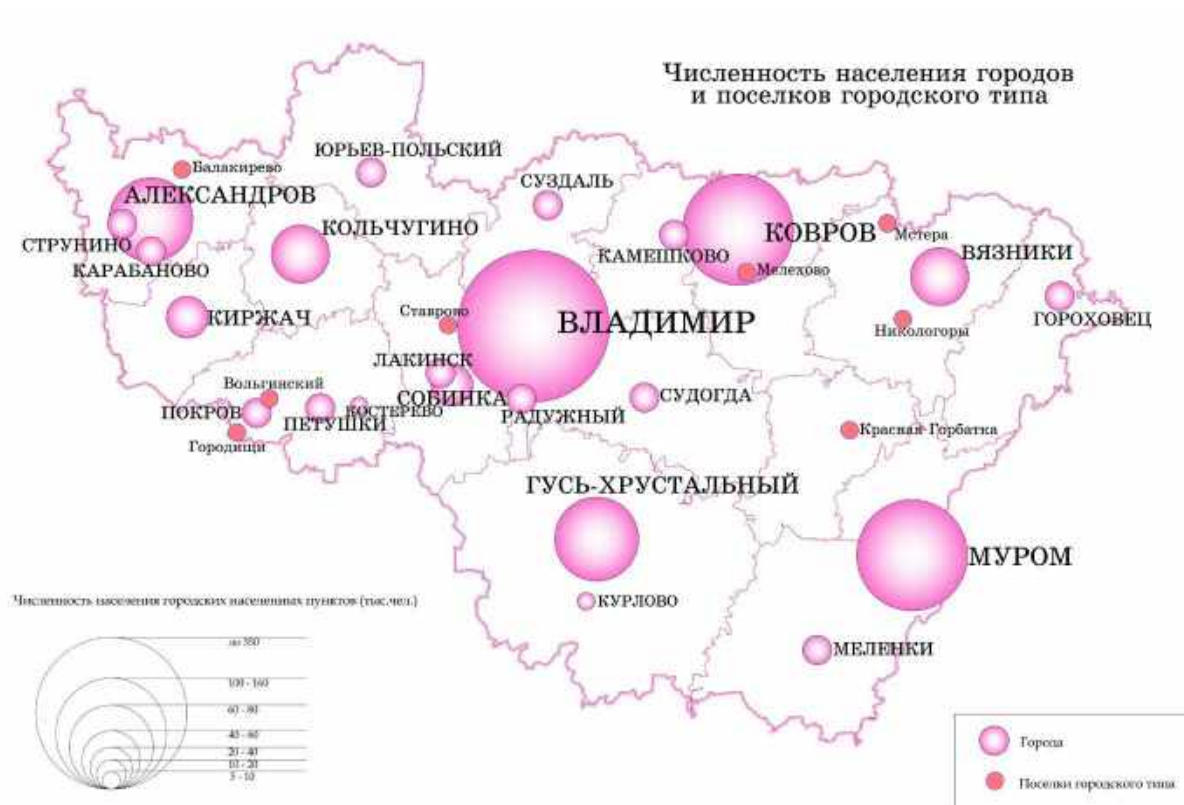 Численность населения городов
и поселков городского типа
ЮРЬЕВ-ПОЛЬСКИЙ
Балакирево
АЛЕКСАНДРОВ
СУЗДАЛЬ
СТРУНИНО
КОЛЬЧУГИНО
КОВРОВ
Мстера
КАРАБАНОВО
КАМЕШКОВО
Мелехово
ВЯЗНИКИ
КИРЖАЧ
Ставрово
ВЛАДИМИР
Никологоры
ГОРОХОВЕЦ
ЛАКИНСК
Вольгинский
СОБИНКА
СУДОГДА
ПОКРОВ
ПЕТУШКИ
КОСТЕРЕВО
РАДУЖНЫЙ
Городищи
Красная Горбатка
ГУСЬ-ХРУСТАЛЬНЫЙ
МУРОМ
КУРЛОВО
МЕЛЕНКИ
Численность населения городских населенных пунктов (тыс.чел.)
100 - 160
60 - 80
40 - 60
20 - 40
10 - 20
5 - 10
Города
Поселки городского типа